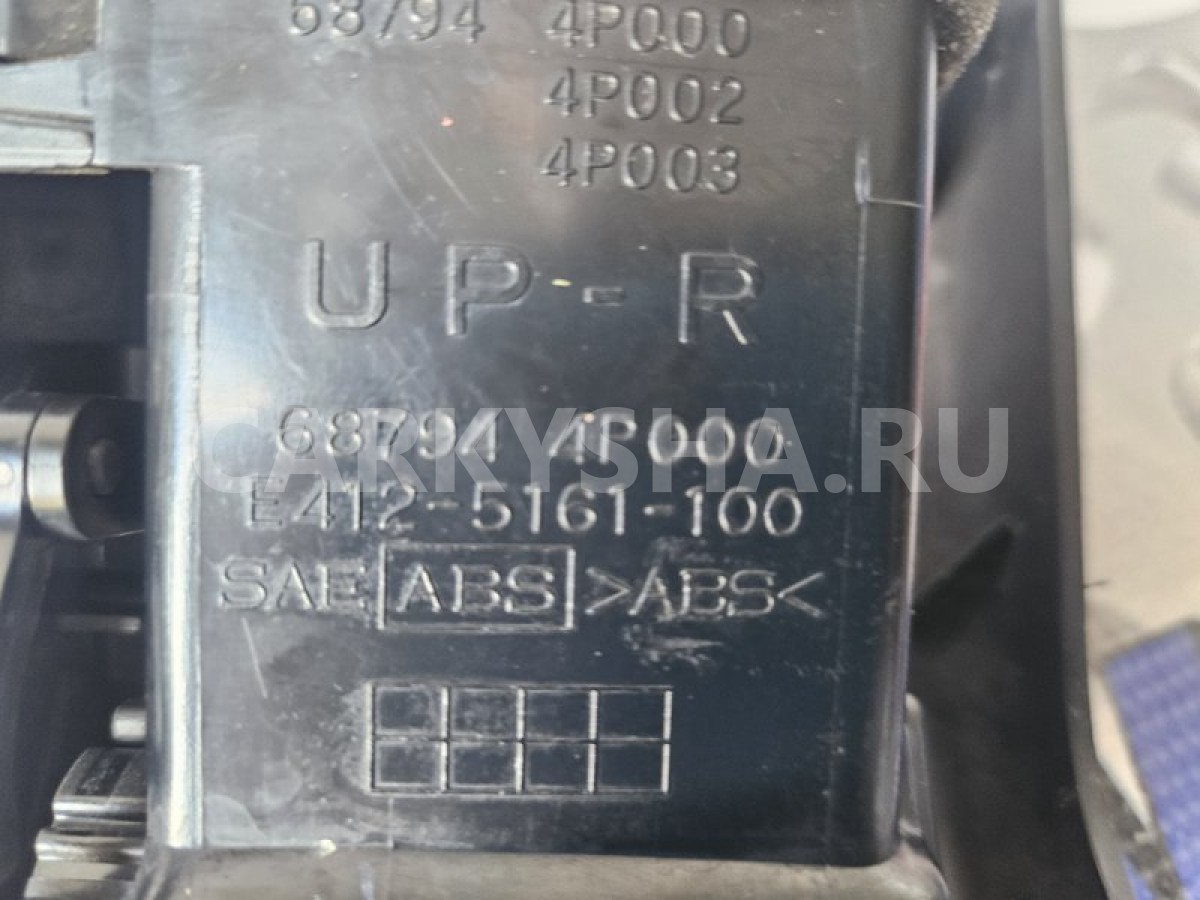 68794 4P000
4P002
4P003
UP-R
68794 4P000
CARKYSHA.RU
E412-5161-100
SAE ABS >ABS<